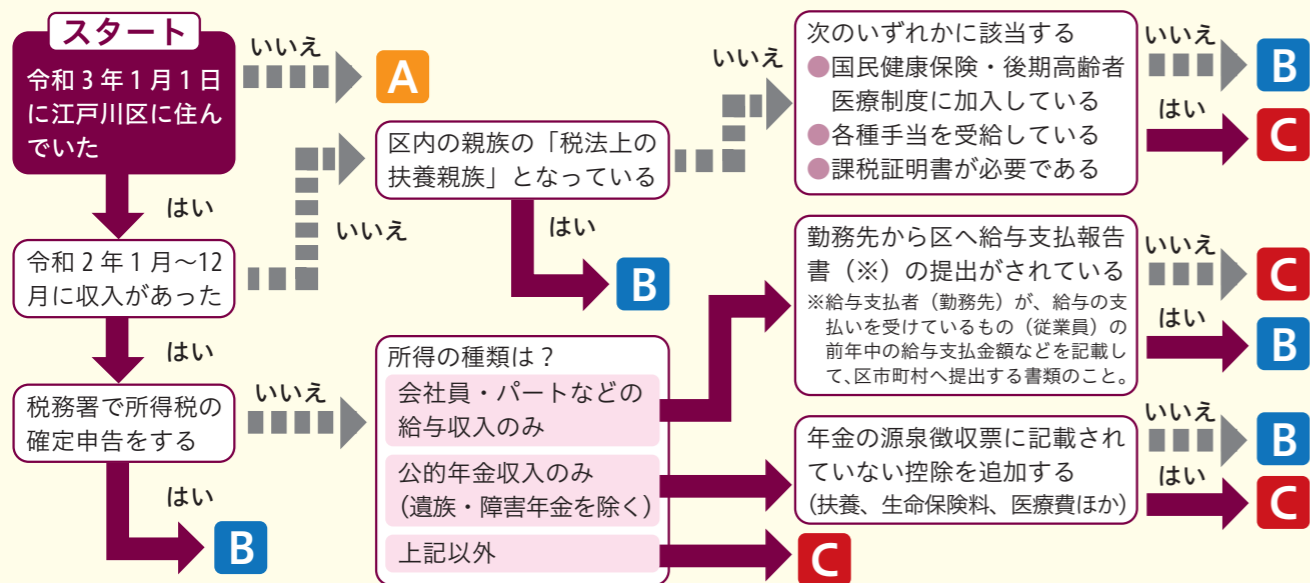 スタート
令和3年1月1日
に江戸川区に住ん
でいた
いいえ
A
はい
令和2年1月～12
月に収入があった
いいえ
区内の親族の「税法上の
扶養親族」となっている
いいえ
次のいずれかに該当する
●国民健康保険・後期高齢者
医療制度に加入している
●各種手当を受給している
●課税証明書が必要である
いいえ
B
はい
C
はい
B
はい
税務署で所得税の
確定申告をする
はい
B
いいえ
所得の種類は？
会社員・パートなどの
給与収入のみ
勤務先から区へ給与支払報告
書（※）の提出がされている
※給与支払者（勤務先）が、給与の支
払いを受けているもの（従業員）の
前年中の給与支払金額などを記載し
て、区市町村へ提出する書類のこと。
いいえ
C
はい
B
公的年金収入のみ
（遺族・障害年金を除く）
年金の源泉徴収票に記載され
ていない控除を追加する
（扶養、生命保険料、医療費ほか）
いいえ
B
はい
C
上記以外
C